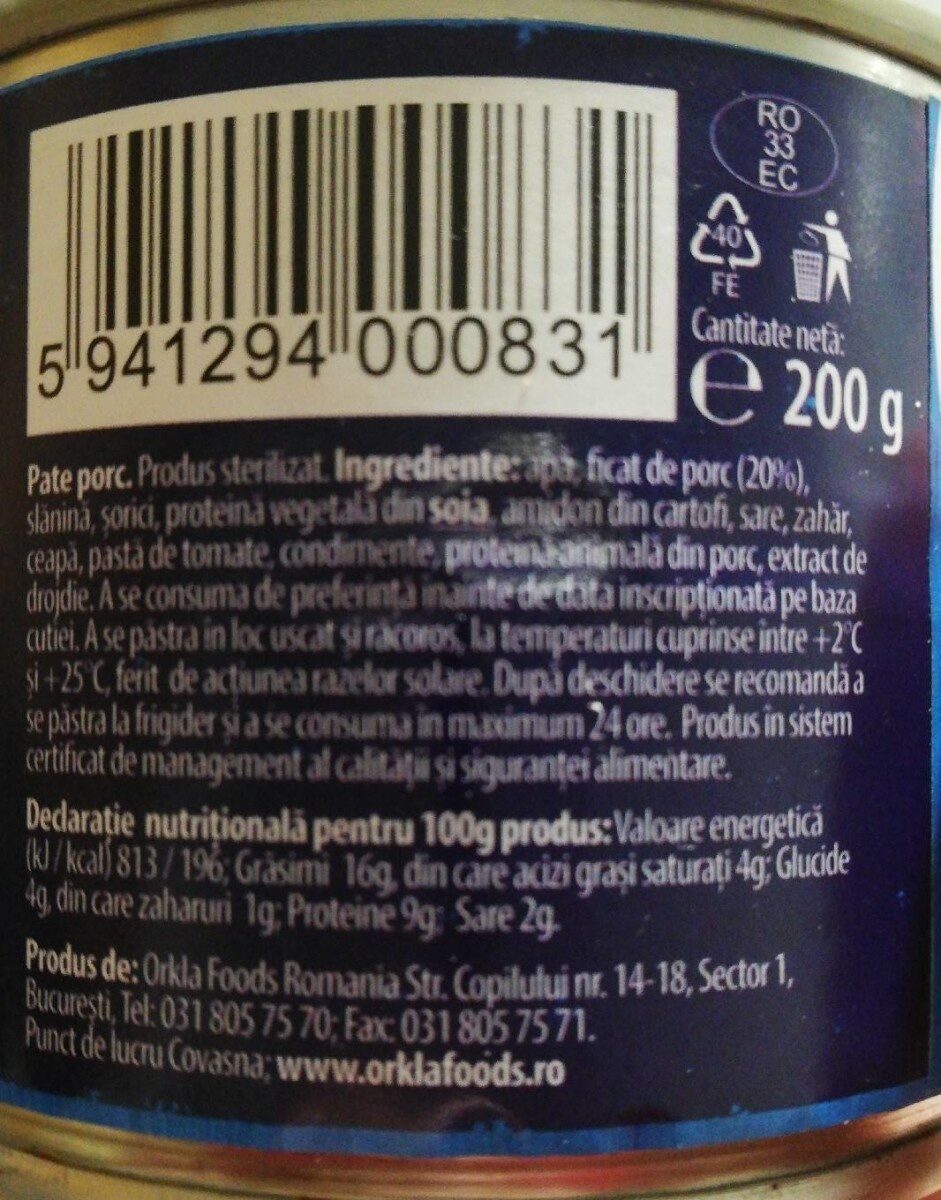 5 941294 000831
RO
33
EC
40
FE
Cantitate netă:
e 200 g
Pate porc. Produs sterilizat. Ingrediente: apă, ficat de porc (20%),
slănină, șorici, proteină vegetală din soia, amidon din cartofi, sare, zahăr,
ceapă, pastă de tomate, condimente, proteină animală din porc, extract de
drojdie. A se consuma de preferință înainte de data inscripționată pe baza
cutiei. A se păstra în loc uscat și răcoros, la temperaturi cuprinse între +2°C
și +25°C, ferit de acțiunea razelor solare. După deschidere se recomandă a
se păstra la frigider și a se consuma în maximum 24 ore. Produs în sistem
certificat de management al calității și siguranței alimentare.
Declarație nutrițională pentru 100g produs: Valoare energetică
(kJ/kcal) 813/196; Grăsimi 16g, din care acizi grași saturați 4g; Glucide
4g, din care zaharuri 1g; Proteine 9g; Sare 2g.
Produs de: Orkla Foods Romania Str. Copilului nr. 14-18, Sector 1,
București, Tel: 031 805 75 70; Fax: 031 805 75 71.
Punct de lucru Covasna; www.orklafoods.ro